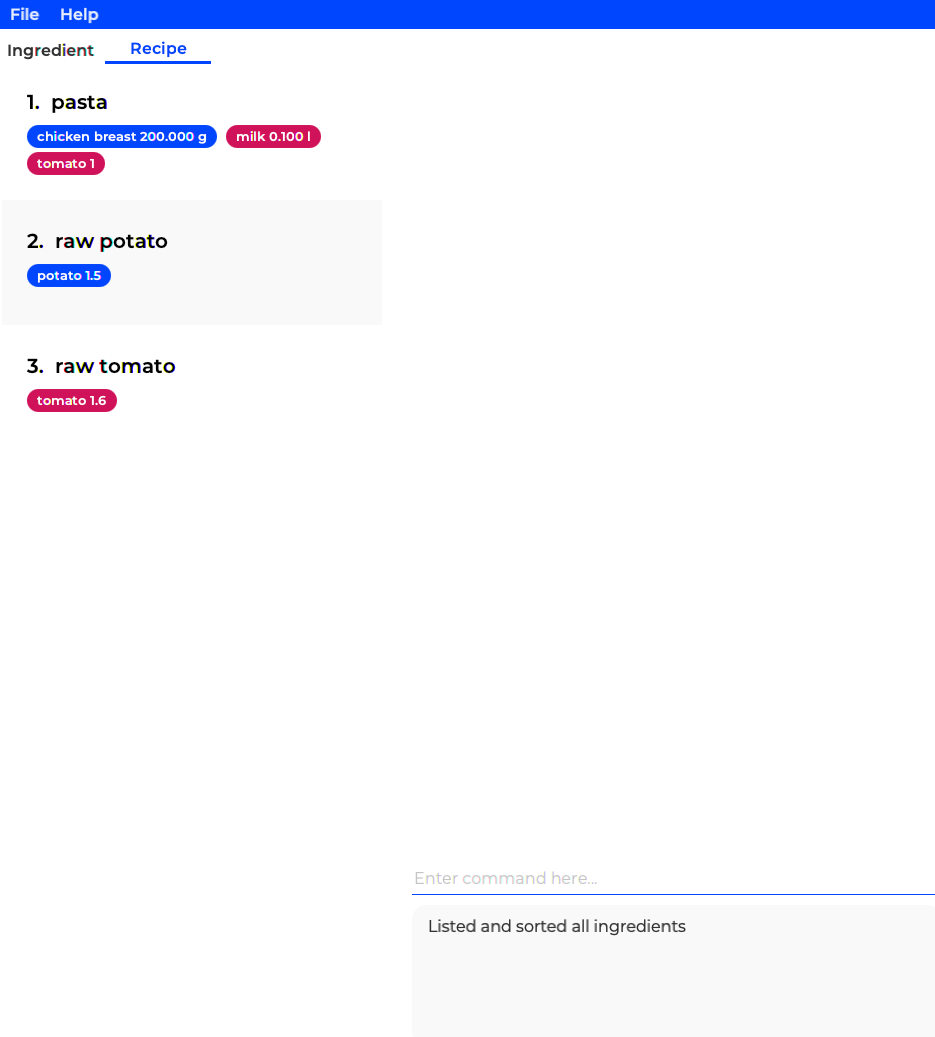 File Help
Ingredient Recipe
1. pasta
chicken breast 200.000 g milk 0.100 l
tomato 1
2. raw potato
potato 1.5
3. raw tomato
tomato 1.6
Enter command here...
Listed and sorted all ingredients